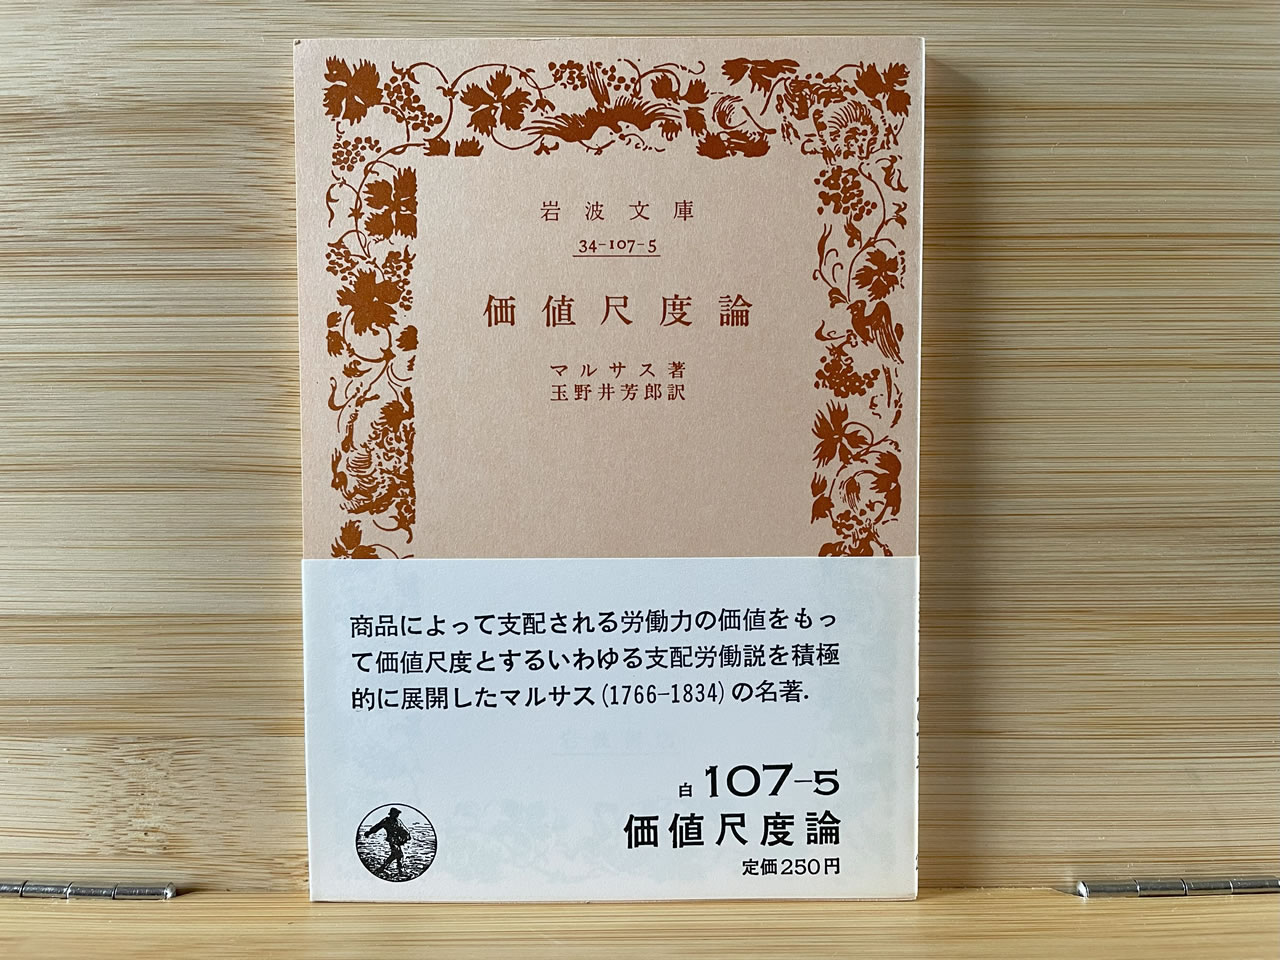 岩波文庫
34-107-5
価値尺度論
マルサス著
玉野井芳郎訳
商品によって支配される労働力の価値をもっ
て価値尺度とするいわゆる支配労働説を積極
的に展開したマルサス(1766-1834)の名著.
白 107-5
価値尺度論
定価250円